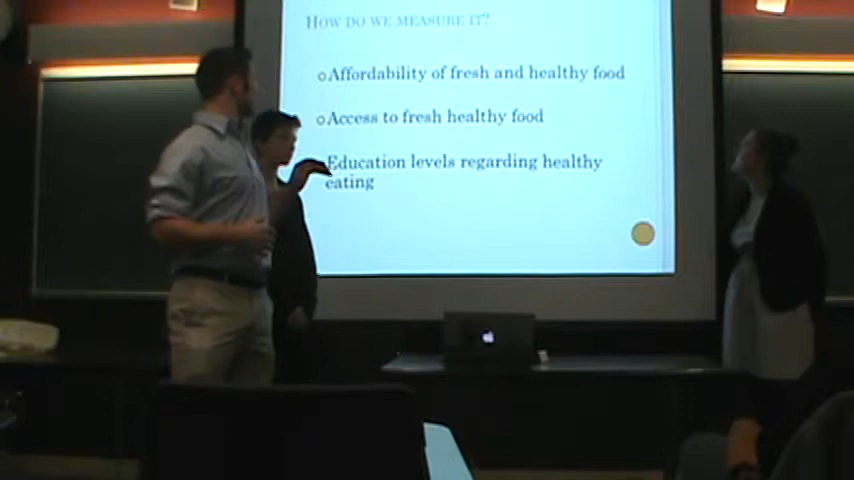 HOW DO WE MEASURE IT?
Affordability of fresh and healthy food
Access to fresh healthy food
Education levels regarding healthy
eating